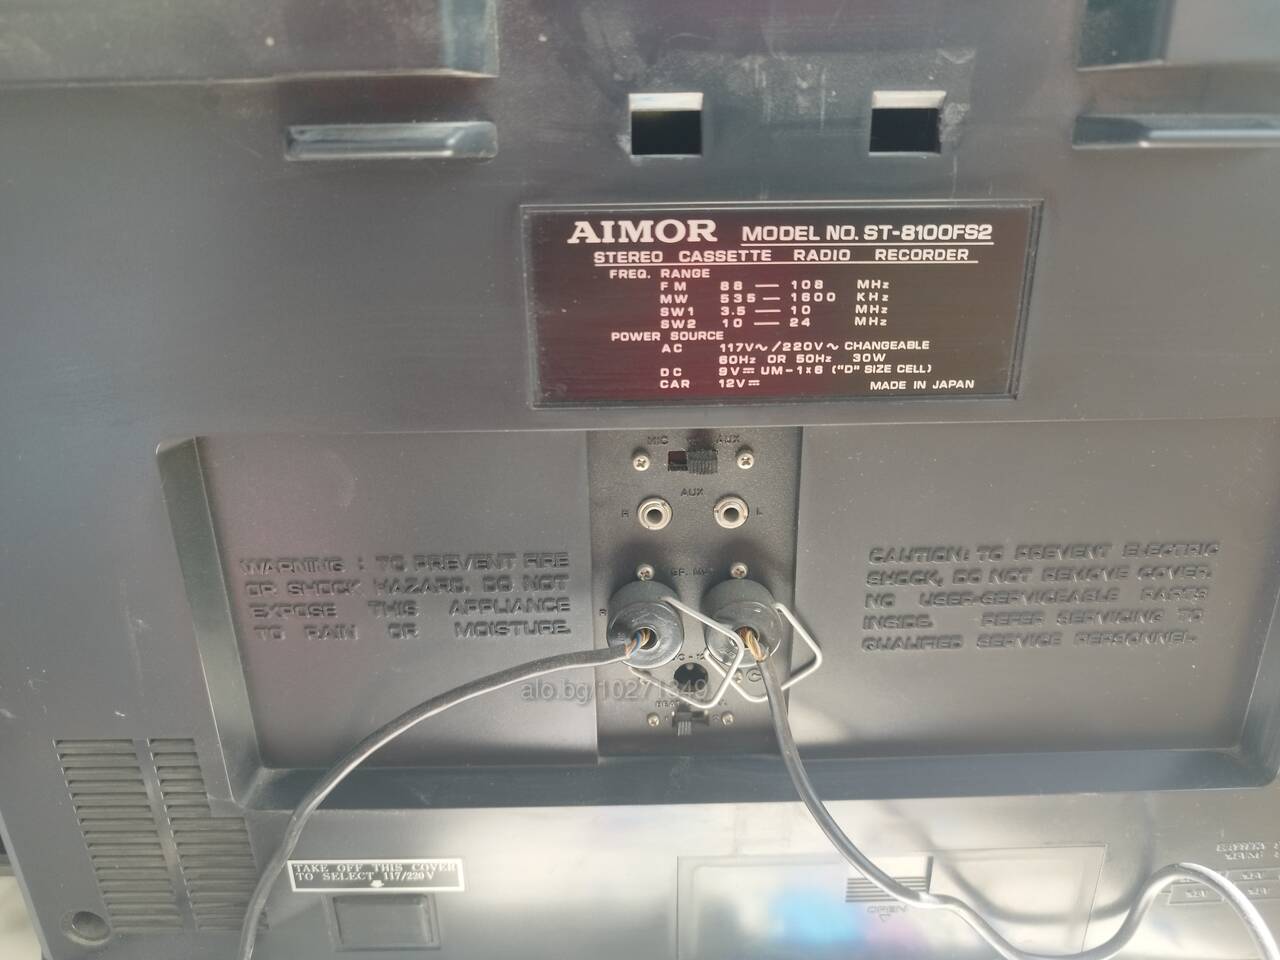 AIMOR MODEL NO. ST-8100FS2
STEREO CASSETTE RADIO RECORDER
FREQ. RANGE
FM 88 — 108 MHz
MW 535 — 1600 KHz
SW1 3.5 — 10 MHz
SW2 10 — 24 MHz
POWER SOURCE
AC 117V~/220V~ CHANGEABLE
60Hz OR 50Hz 30W
DC 9V⎓ UM-1x6 ("D" SIZE CELL)
CAR 12V⎓ MADE IN JAPAN
MIC AUX
AUX
R L
WARNING : TO PREVENT FIRE
OR SHOCK HAZARD, DO NOT
EXPOSE THIS APPLIANCE
TO RAIN OR MOISTURE.
CAUTION: TO PREVENT ELECTRIC
SHOCK, DO NOT REMOVE COVER.
NO USER-SERVICEABLE PARTS
INSIDE. REFER SERVICING TO
QUALIFIED SERVICE PERSONNEL.
alo.bg/10271349
TAKE OFF THIS COVER
TO SELECT 117/220V
OPEN